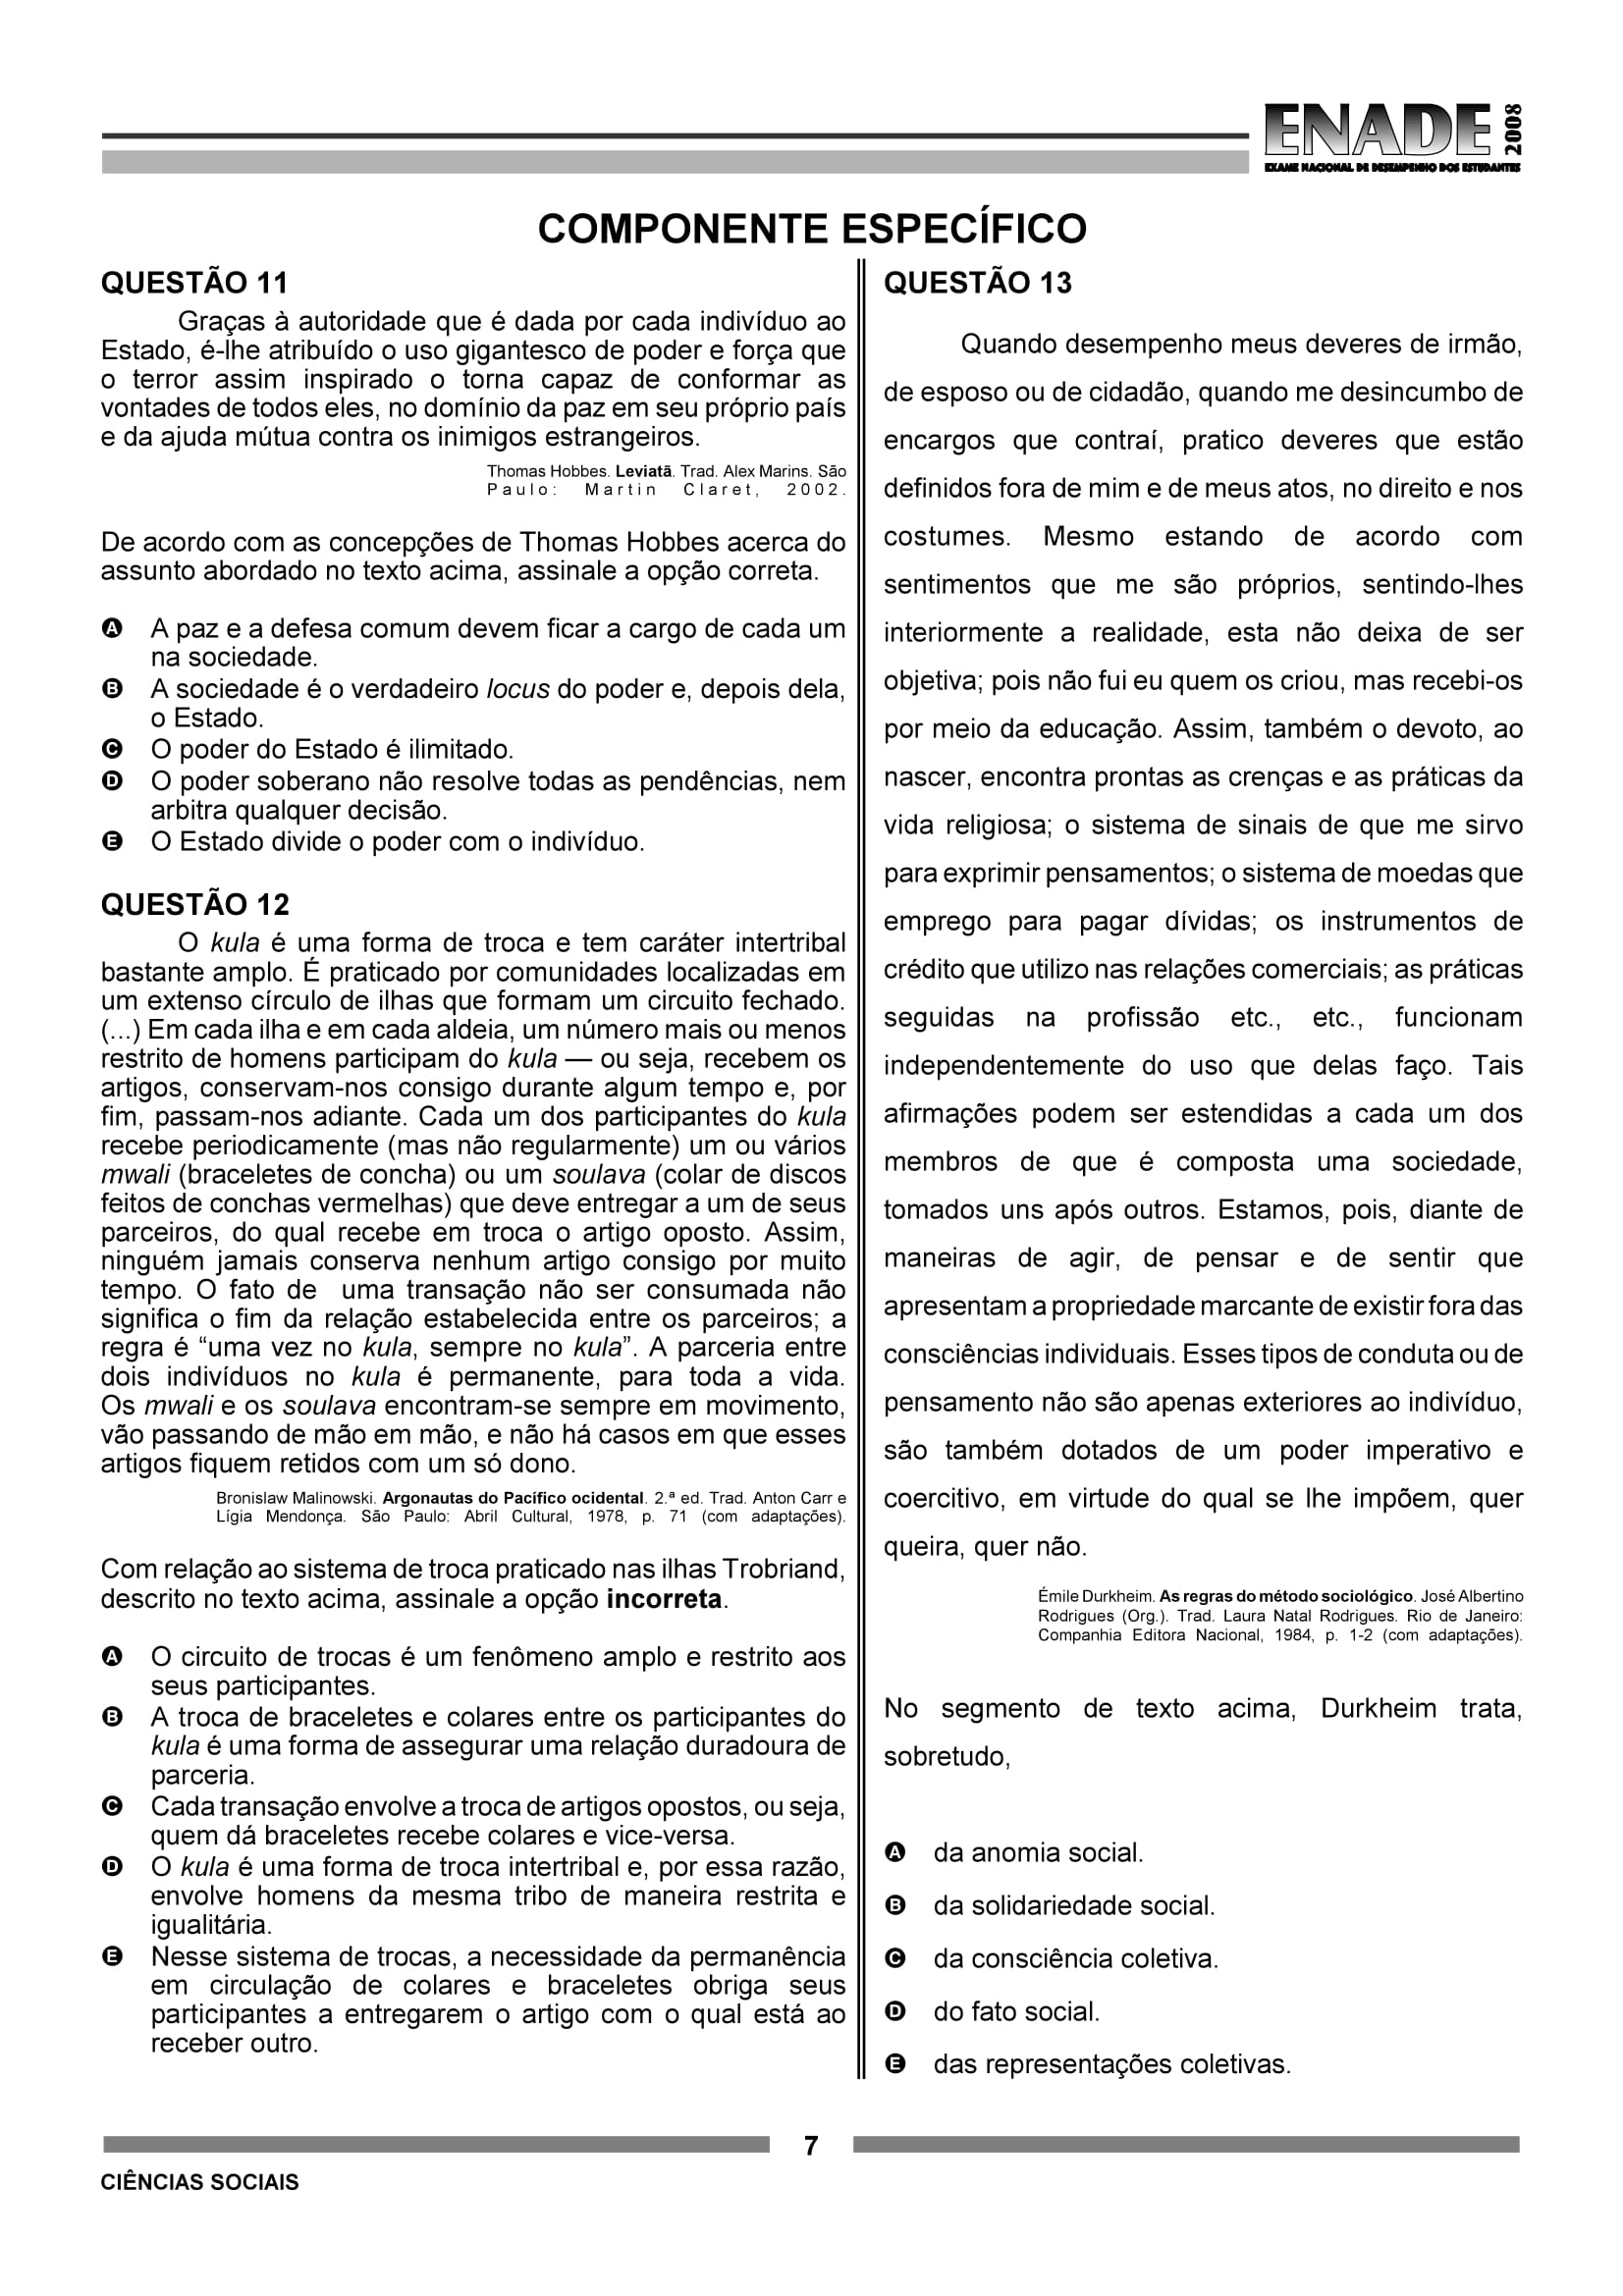 ENADE 2008
EXAME NACIONAL DE DESEMPENHO DOS ESTUDANTES
COMPONENTE ESPECÍFICO
QUESTÃO 11
Graças à autoridade que é dada por cada indivíduo ao
Estado, é-lhe atribuído o uso gigantesco de poder e força que
o terror assim inspirado o torna capaz de conformar as
vontades de todos eles, no domínio da paz em seu próprio país
e da ajuda mútua contra os inimigos estrangeiros.
Thomas Hobbes. Leviatã. Trad. Alex Marins. São
Paulo: Martin Claret, 2002.
De acordo com as concepções de Thomas Hobbes acerca do
assunto abordado no texto acima, assinale a opção correta.
A A paz e a defesa comum devem ficar a cargo de cada um
na sociedade.
B A sociedade é o verdadeiro locus do poder e, depois dela,
o Estado.
C O poder do Estado é ilimitado.
D O poder soberano não resolve todas as pendências, nem
arbitra qualquer decisão.
E O Estado divide o poder com o indivíduo.
QUESTÃO 12
O kula é uma forma de troca e tem caráter intertribal
bastante amplo. É praticado por comunidades localizadas em
um extenso círculo de ilhas que formam um circuito fechado.
(...) Em cada ilha e em cada aldeia, um número mais ou menos
restrito de homens participam do kula — ou seja, recebem os
artigos, conservam-nos consigo durante algum tempo e, por
fim, passam-nos adiante. Cada um dos participantes do kula
recebe periodicamente (mas não regularmente) um ou vários
mwali (braceletes de concha) ou um soulava (colar de discos
feitos de conchas vermelhas) que deve entregar a um de seus
parceiros, do qual recebe em troca o artigo oposto. Assim,
ninguém jamais conserva nenhum artigo consigo por muito
tempo. O fato de uma transação não ser consumada não
significa o fim da relação estabelecida entre os parceiros; a
regra é “uma vez no kula, sempre no kula”. A parceria entre
dois indivíduos no kula é permanente, para toda a vida.
Os mwali e os soulava encontram-se sempre em movimento,
vão passando de mão em mão, e não há casos em que esses
artigos fiquem retidos com um só dono.
Bronislaw Malinowski. Argonautas do Pacífico ocidental. 2.ª ed. Trad. Anton Carr e
Lígia Mendonça. São Paulo: Abril Cultural, 1978, p. 71 (com adaptações).
Com relação ao sistema de troca praticado nas ilhas Trobriand,
descrito no texto acima, assinale a opção incorreta.
A O circuito de trocas é um fenômeno amplo e restrito aos
seus participantes.
B A troca de braceletes e colares entre os participantes do
kula é uma forma de assegurar uma relação duradoura de
parceria.
C Cada transação envolve a troca de artigos opostos, ou seja,
quem dá braceletes recebe colares e vice-versa.
D O kula é uma forma de troca intertribal e, por essa razão,
envolve homens da mesma tribo de maneira restrita e
igualitária.
E Nesse sistema de trocas, a necessidade da permanência
em circulação de colares e braceletes obriga seus
participantes a entregarem o artigo com o qual está ao
receber outro.
QUESTÃO 13
Quando desempenho meus deveres de irmão,
de esposo ou de cidadão, quando me desincumbo de
encargos que contraí, pratico deveres que estão
definidos fora de mim e de meus atos, no direito e nos
costumes. Mesmo estando de acordo com
sentimentos que me são próprios, sentindo-lhes
interiormente a realidade, esta não deixa de ser
objetiva; pois não fui eu quem os criou, mas recebi-os
por meio da educação. Assim, também o devoto, ao
nascer, encontra prontas as crenças e as práticas da
vida religiosa; o sistema de sinais de que me sirvo
para exprimir pensamentos; o sistema de moedas que
emprego para pagar dívidas; os instrumentos de
crédito que utilizo nas relações comerciais; as práticas
seguidas na profissão etc., etc., funcionam
independentemente do uso que delas faço. Tais
afirmações podem ser estendidas a cada um dos
membros de que é composta uma sociedade,
tomados uns após outros. Estamos, pois, diante de
maneiras de agir, de pensar e de sentir que
apresentam a propriedade marcante de existir fora das
consciências individuais. Esses tipos de conduta ou de
pensamento não são apenas exteriores ao indivíduo,
são também dotados de um poder imperativo e
coercitivo, em virtude do qual se lhe impõem, quer
queira, quer não.
Émile Durkheim. As regras do método sociológico. José Albertino
Rodrigues (Org.). Trad. Laura Natal Rodrigues. Rio de Janeiro:
Companhia Editora Nacional, 1984, p. 1-2 (com adaptações).
No segmento de texto acima, Durkheim trata,
sobretudo,
A da anomia social.
B da solidariedade social.
C da consciência coletiva.
D do fato social.
E das representações coletivas.
7
CIÊNCIAS SOCIAIS